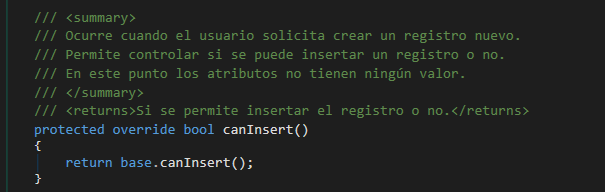 /// <summary>
/// Ocurre cuando el usuario solicita crear un registro nuevo.
/// Permite controlar si se puede insertar un registro o no.
/// En este punto los atributos no tienen ningún valor.
/// </summary>
/// <returns>Si se permite insertar el registro o no.</returns>
protected override bool canInsert()
{
return base.canInsert();
}